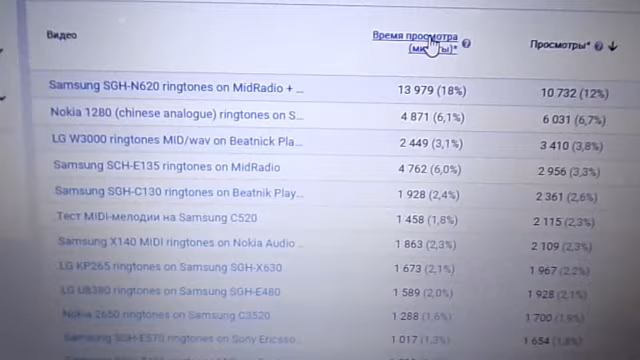 Видео Время просмотра Просмотры*
(минуты)*
Samsung SGH-N620 ringtones on MidRadio + ... 13 979 (18%) 10 732 (12%)
Nokia 1280 (chinese analogue) ringtones on S... 4 871 (6,1%) 6 031 (6,7%)
LG W3000 ringtones MID/wav on Beatnick Pla... 2 449 (3,1%) 3 410 (3,8%)
Samsung SCH-E135 ringtones on MidRadio 4 762 (6,0%) 2 956 (3,3%)
Samsung SGH-C130 ringtones on Beatnik Play... 1 928 (2,4%) 2 361 (2,6%)
Тест MIDI-мелодии на Samsung C520 1 458 (1,8%) 2 115 (2,3%)
Samsung X140 MIDI ringtones on Nokia Audio ... 1 863 (2,3%) 2 109 (2,3%)
LG KP265 ringtones on Samsung SGH-X630 1 673 (2,1%) 1 967 (2,2%)
LG U8380 ringtones on Samsung SGH-E480 1 589 (2,0%) 1 928 (2,1%)
Nokia 2650 ringtones on Samsung C3520 1 288 (1,6%) 1 700 (1,9%)
Samsung SGH-E570 ringtones on Sony Ericsso... 1 017 (1,3%) 1 654 (1,8%)